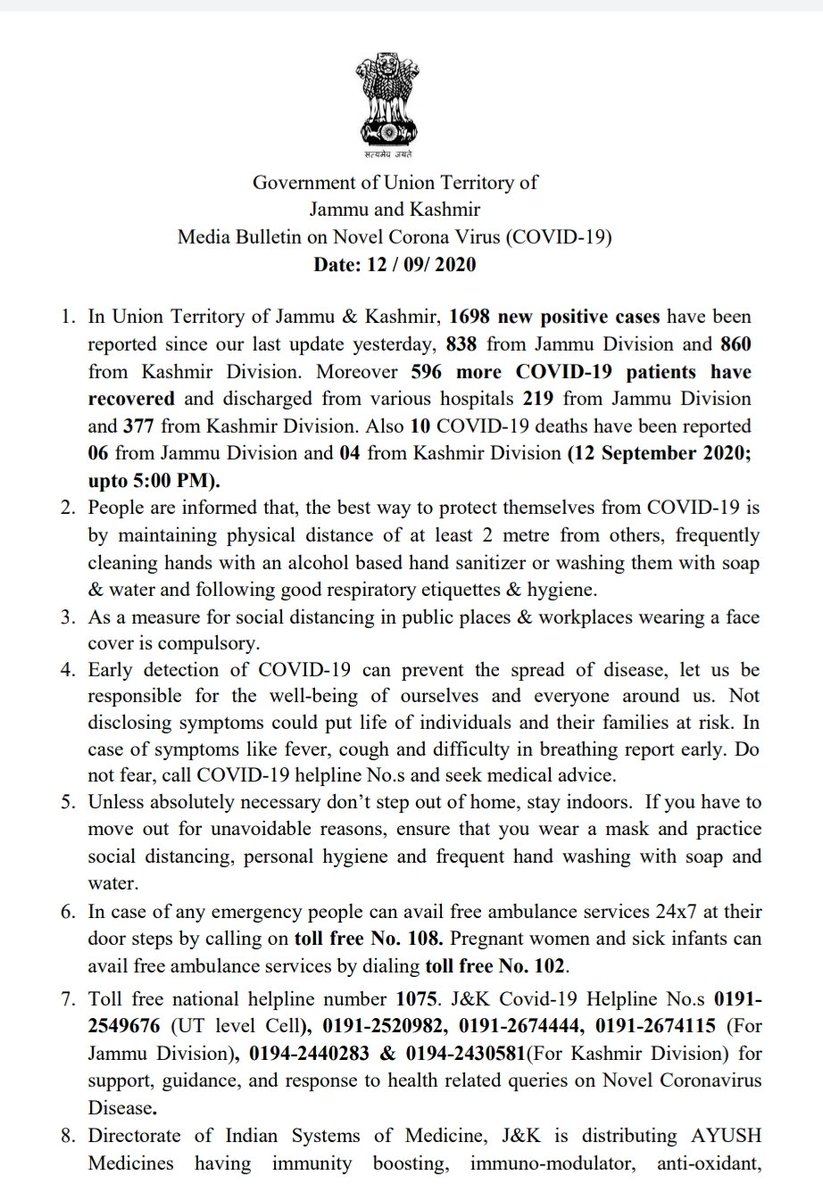 सत्यमेव जयते
Government of Union Territory of
Jammu and Kashmir
Media Bulletin on Novel Corona Virus (COVID-19)
Date: 12 / 09/ 2020
1. In Union Territory of Jammu & Kashmir, 1698 new positive cases have been
reported since our last update yesterday, 838 from Jammu Division and 860
from Kashmir Division. Moreover 596 more COVID-19 patients have
recovered and discharged from various hospitals 219 from Jammu Division
and 377 from Kashmir Division. Also 10 COVID-19 deaths have been reported
06 from Jammu Division and 04 from Kashmir Division (12 September 2020;
upto 5:00 PM).
2. People are informed that, the best way to protect themselves from COVID-19 is
by maintaining physical distance of at least 2 metre from others, frequently
cleaning hands with an alcohol based hand sanitizer or washing them with soap
& water and following good respiratory etiquettes & hygiene.
3. As a measure for social distancing in public places & workplaces wearing a face
cover is compulsory.
4. Early detection of COVID-19 can prevent the spread of disease, let us be
responsible for the well-being of ourselves and everyone around us. Not
disclosing symptoms could put life of individuals and their families at risk. In
case of symptoms like fever, cough and difficulty in breathing report early. Do
not fear, call COVID-19 helpline No.s and seek medical advice.
5. Unless absolutely necessary don’t step out of home, stay indoors. If you have to
move out for unavoidable reasons, ensure that you wear a mask and practice
social distancing, personal hygiene and frequent hand washing with soap and
water.
6. In case of any emergency people can avail free ambulance services 24x7 at their
door steps by calling on toll free No. 108. Pregnant women and sick infants can
avail free ambulance services by dialing toll free No. 102.
7. Toll free national helpline number 1075. J&K Covid-19 Helpline No.s 0191-
2549676 (UT level Cell), 0191-2520982, 0191-2674444, 0191-2674115 (For
Jammu Division), 0194-2440283 & 0194-2430581(For Kashmir Division) for
support, guidance, and response to health related queries on Novel Coronavirus
Disease.
8. Directorate of Indian Systems of Medicine, J&K is distributing AYUSH
Medicines having immunity boosting, immuno-modulator, anti-oxidant,